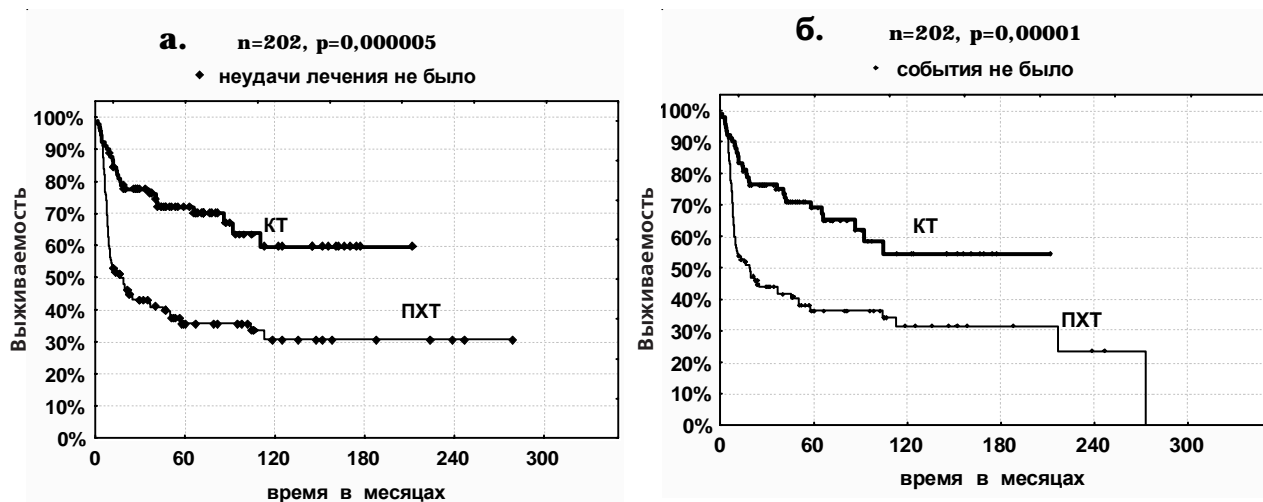 а. n=202, p=0,000005
неудачи лечения не было
100%
90%
80%
70%
60%
50%
40%
30%
20%
10%
0%
Выживаемость
КТ
ПХТ
0 60 120 180 240 300
время в месяцах
б. n=202, p=0,00001
события не было
100%
90%
80%
70%
60%
50%
40%
30%
20%
10%
0%
Выживаемость
КТ
ПХТ
0 60 120 180 240 300
время в месяцах